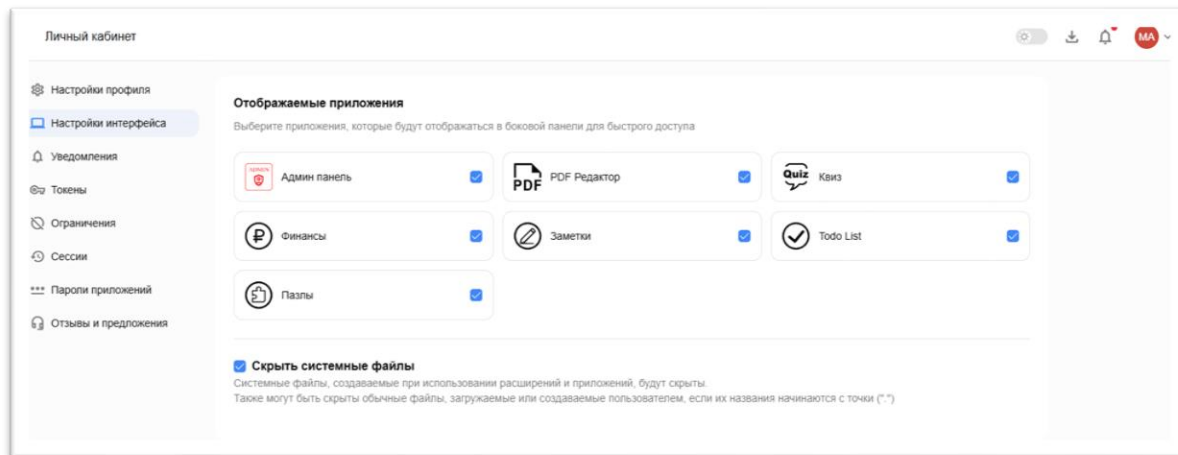 Личный кабинет
MA
Настройки профиля
Настройки интерфейса
Уведомления
Токены
Ограничения
Сессии
Пароли приложений
Отзывы и предложения
Отображаемые приложения
Выберите приложения, которые будут отображаться в боковой панели для быстрого доступа
Админ панель
PDF
PDF Редактор
Quiz
Квиз
Финансы
Заметки
Todo List
Пазлы
Скрыть системные файлы
Системные файлы, создаваемые при использовании расширений и приложений, будут скрыты.
Также могут быть скрыты обычные файлы, загружаемые или создаваемые пользователем, если их названия начинаются с точки (".")